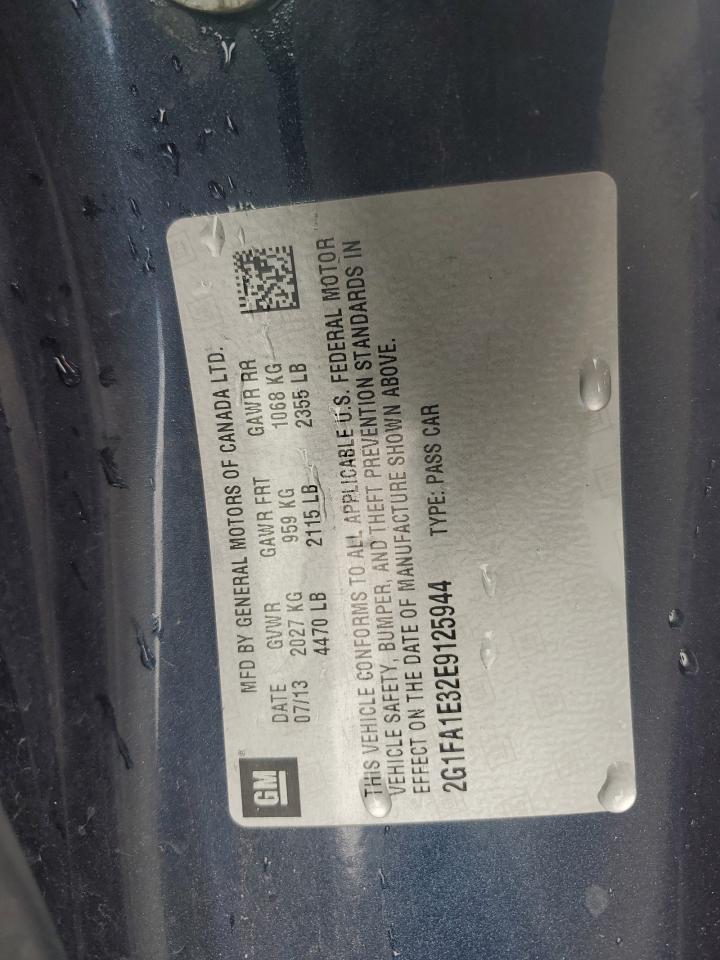 GM®
MFD BY GENERAL MOTORS OF CANADA LTD.
DATE GVWR GAWR FRT GAWR RR
07/13 2027 KG 959 KG 1068 KG
4470 LB 2115 LB 2355 LB
THIS VEHICLE CONFORMS TO ALL APPLICABLE U.S. FEDERAL MOTOR
VEHICLE SAFETY, BUMPER, AND THEFT PREVENTION STANDARDS IN
EFFECT ON THE DATE OF MANUFACTURE SHOWN ABOVE.
2G1FA1E32E9125944 TYPE: PASS CAR